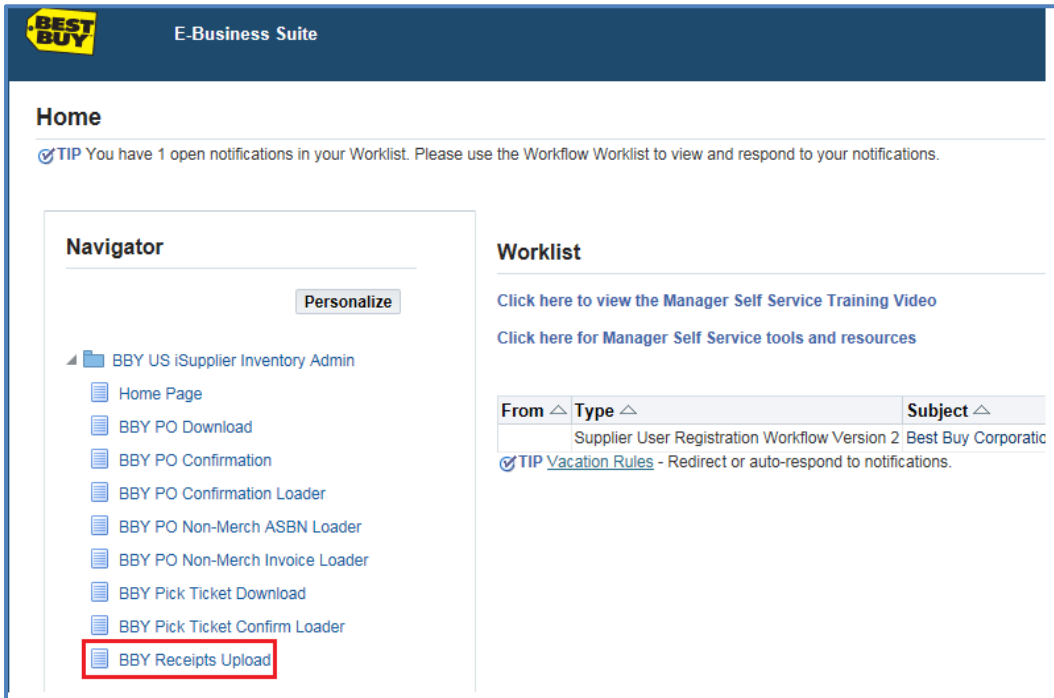 BEST
BUY
E-Business Suite
Home
TIP You have 1 open notifications in your Worklist. Please use the Workflow Worklist to view and respond to your notifications.
Navigator
Personalize
BBY US iSupplier Inventory Admin
Home Page
BBY PO Download
BBY PO Confirmation
BBY PO Confirmation Loader
BBY PO Non-Merch ASBN Loader
BBY PO Non-Merch Invoice Loader
BBY Pick Ticket Download
BBY Pick Ticket Confirm Loader
BBY Receipts Upload
Worklist
Click here to view the Manager Self Service Training Video
Click here for Manager Self Service tools and resources
From Type Subject
Supplier User Registration Workflow Version 2 Best Buy Corporatio
TIP Vacation Rules - Redirect or auto-respond to notifications.